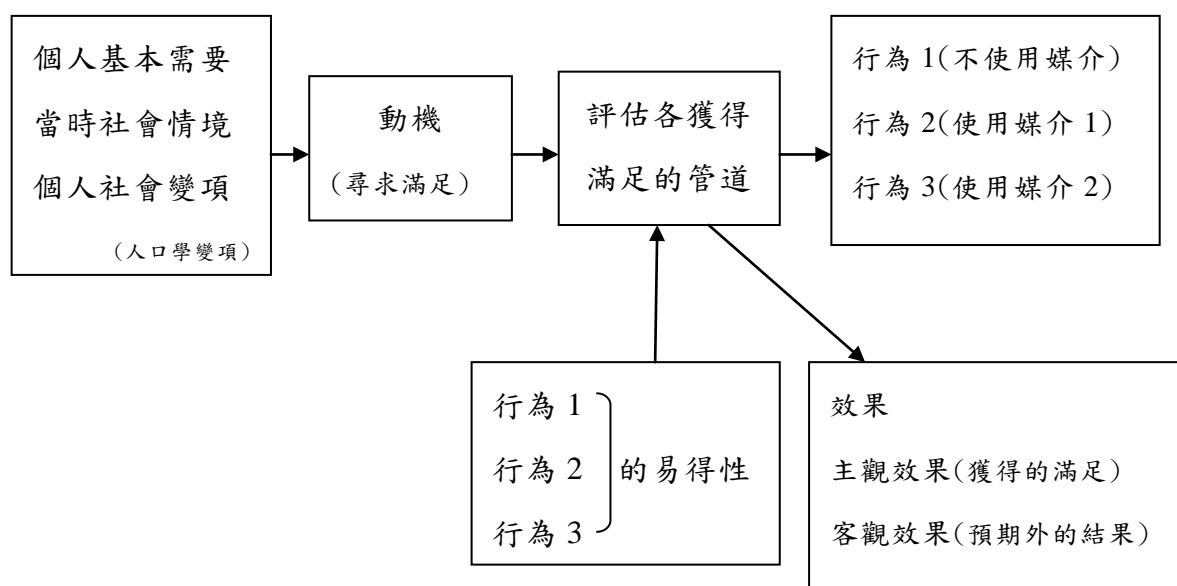 個人基本需要
當時社會情境
個人社會變項
(人口學變項)
動機
(尋求滿足)
評估各獲得
滿足的管道
行為 1(不使用媒介)
行為 2(使用媒介 1)
行為 3(使用媒介 2)
行為 1
行為 2 的易得性
行為 3
效果
主觀效果(獲得的滿足)
客觀效果(預期外的結果)